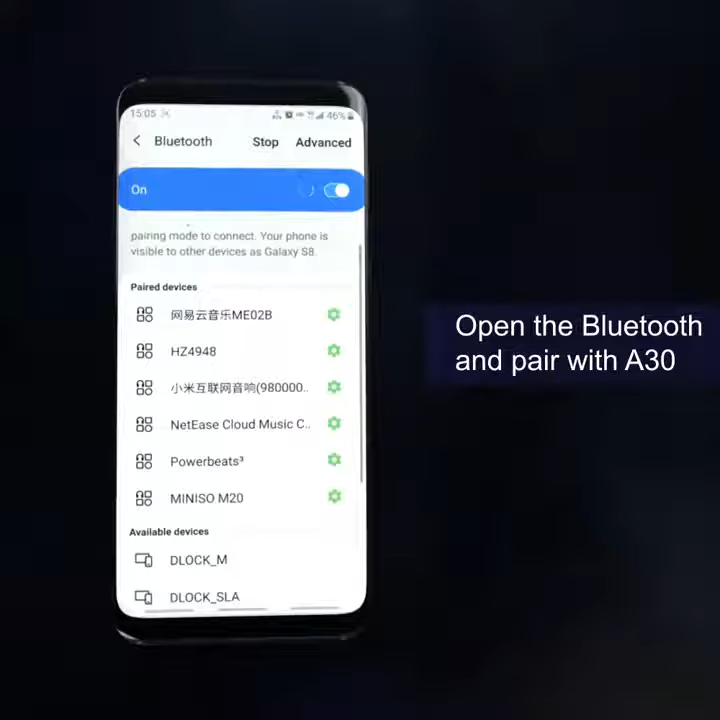 15:05
46%
Bluetooth Stop Advanced
On
pairing mode to connect. Your phone is
visible to other devices as Galaxy S8.
Paired devices
网易云音乐ME02B
HZ4948
小米互联网音响(980000..
NetEase Cloud Music C..
Powerbeats³
MINISO M20
Available devices
DLOCK_M
DLOCK_SLA
Open the Bluetooth
and pair with A30